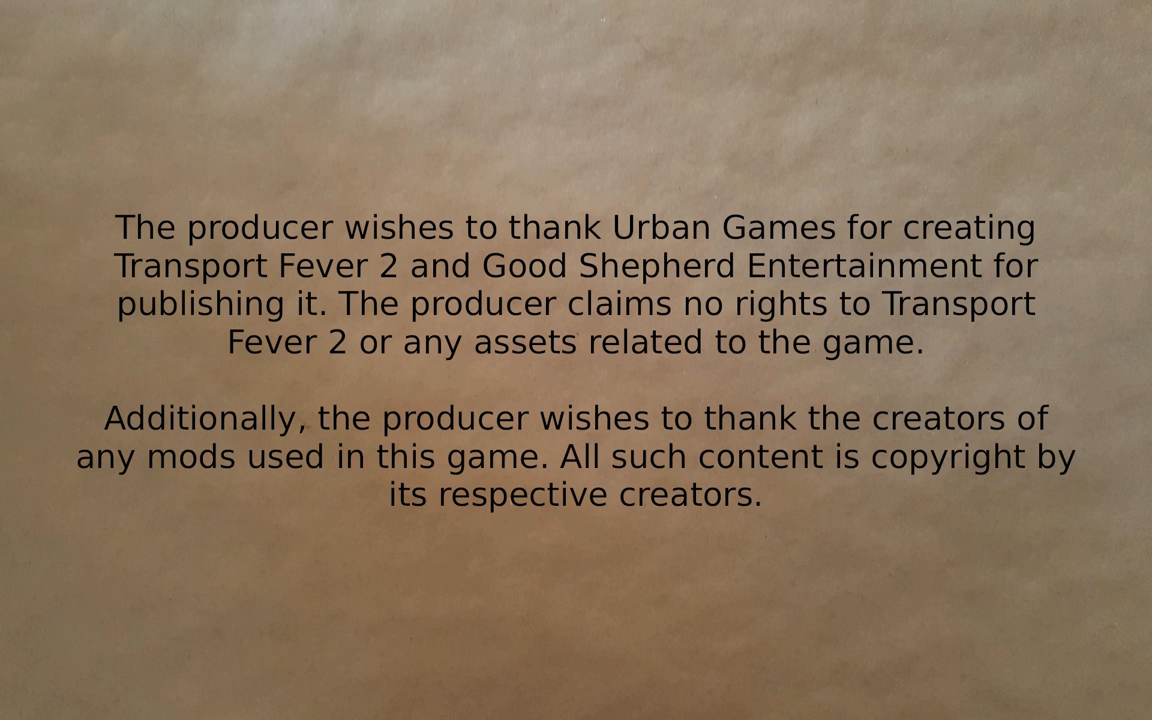 The producer wishes to thank Urban Games for creating
Transport Fever 2 and Good Shepherd Entertainment for
publishing it. The producer claims no rights to Transport
Fever 2 or any assets related to the game.
Additionally, the producer wishes to thank the creators of
any mods used in this game. All such content is copyright by
its respective creators.